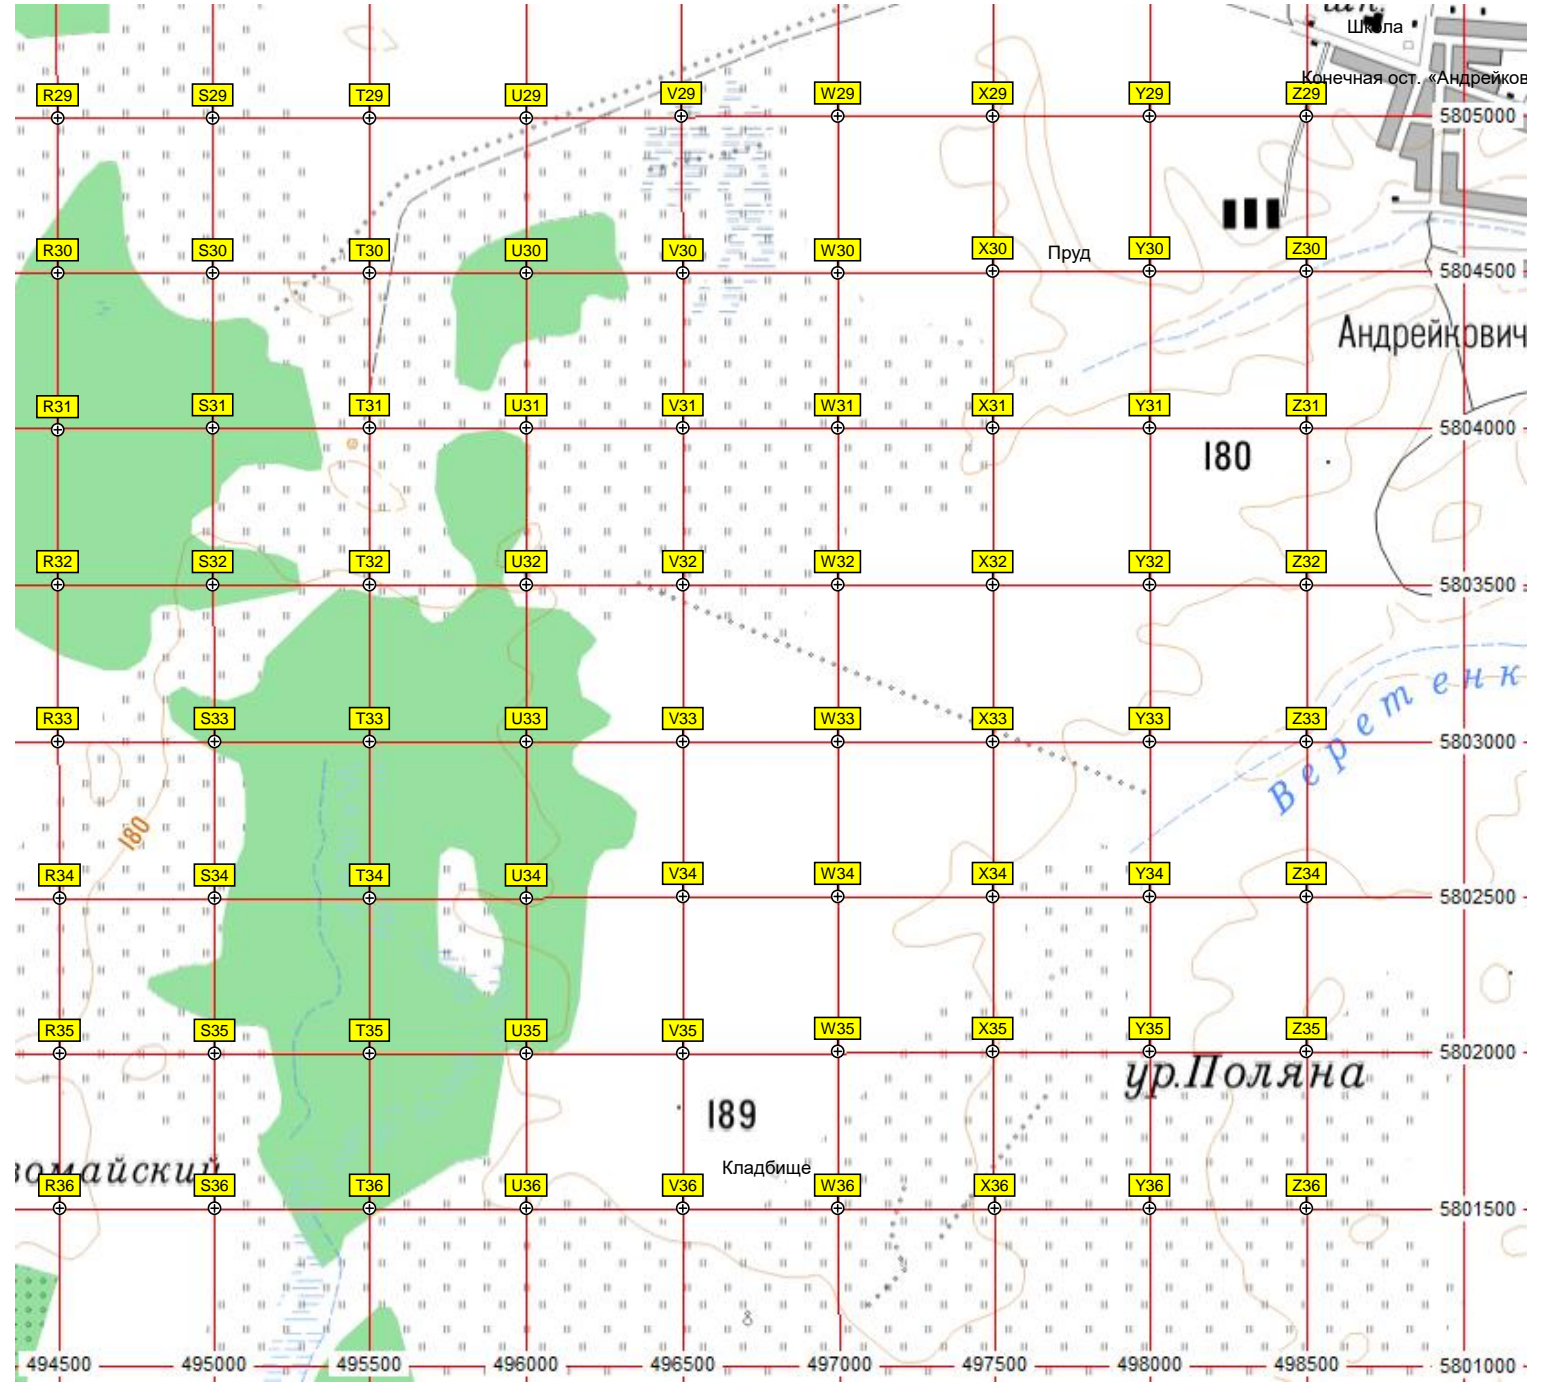 шк.
Школа
Конечная ост. «Андрейков
R29 S29 T29 U29 V29 W29 X29 Y29 Z29
5805000
R30 S30 T30 U30 V30 W30 X30 Y30 Z30
Пруд
5804500
Андрейкович
R31 S31 T31 U31 V31 W31 X31 Y31 Z31
5804000
180
R32 S32 T32 U32 V32 W32 X32 Y32 Z32
5803500
Веретенк
R33 S33 T33 U33 V33 W33 X33 Y33 Z33
5803000
180
R34 S34 T34 U34 V34 W34 X34 Y34 Z34
5802500
R35 S35 T35 U35 V35 W35 X35 Y35 Z35
5802000
ур.Поляна
189
Кладбище
вомайский
R36 S36 T36 U36 V36 W36 X36 Y36 Z36
5801500
494500 495000 495500 496000 496500 497000 497500 498000 498500 5801000